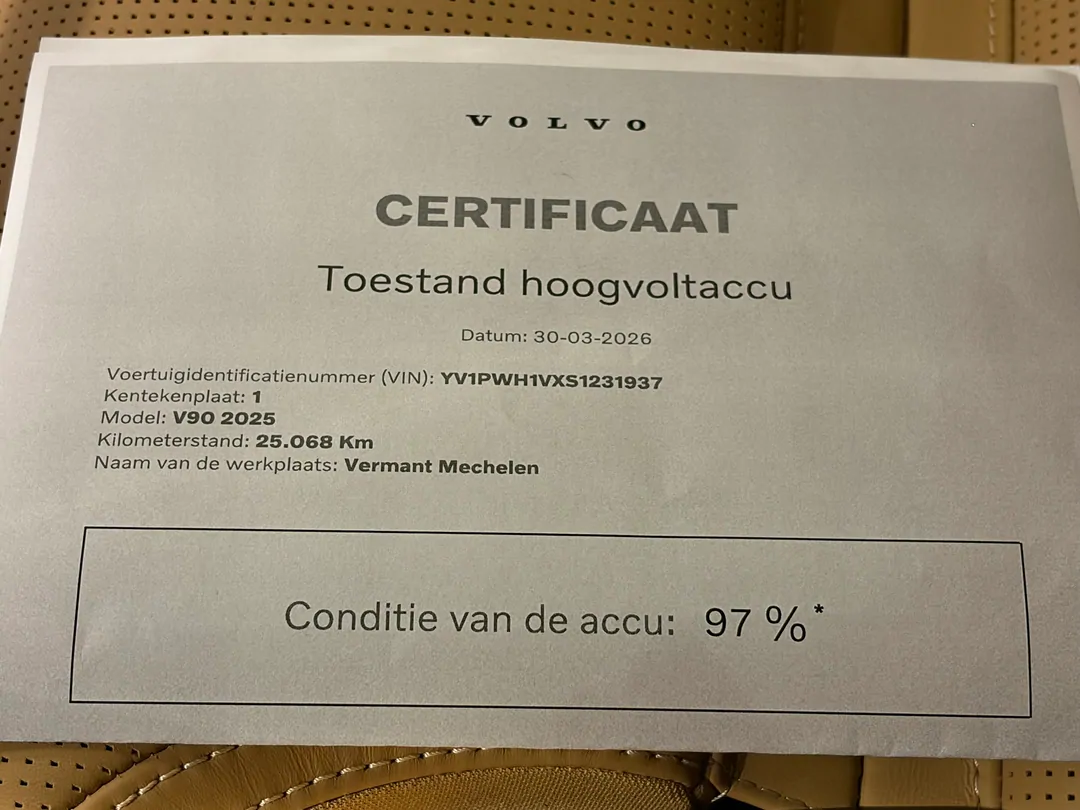 VOLVO
CERTIFICAAT
Toestand hoogvoltaccu
Datum: 30-03-2026
Voertuigidentificatienummer (VIN): YV1PWH1VXS1231937
Kentekenplaat: 1
Model: V90 2025
Kilometerstand: 25.068 Km
Naam van de werkplaats: Vermant Mechelen
Conditie van de accu: 97 %*